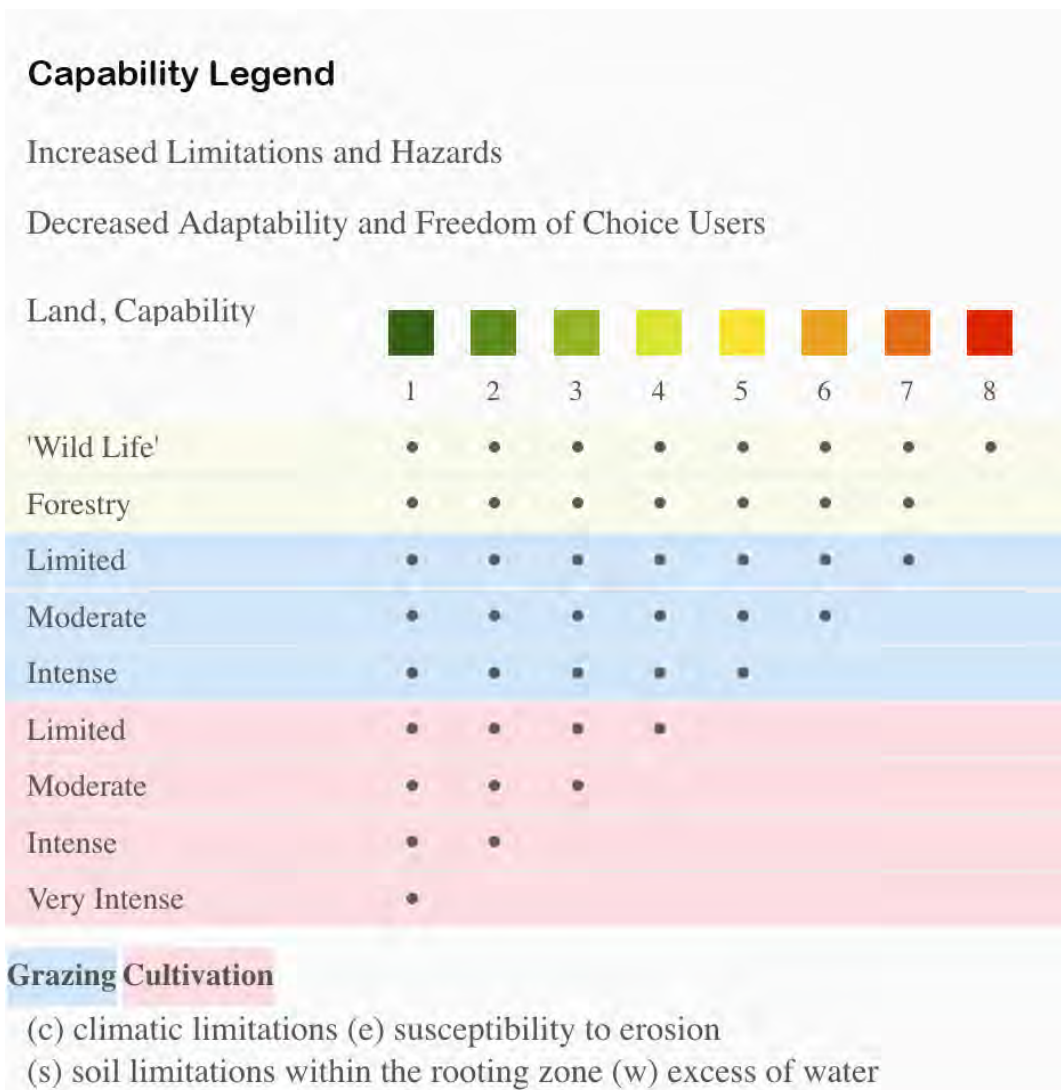 Capability Legend
Increased Limitations and Hazards
Decreased Adaptability and Freedom of Choice Users
Land, Capability
1 2 3 4 5 6 7 8
'Wild Life' • • • • • • • •
Forestry • • • • • • •
Limited • • • • • • •
Moderate • • • • • •
Intense • • • • •
Limited • • • •
Moderate • • •
Intense • •
Very Intense •
Grazing Cultivation
(c) climatic limitations (e) susceptibility to erosion
(s) soil limitations within the rooting zone (w) excess of water